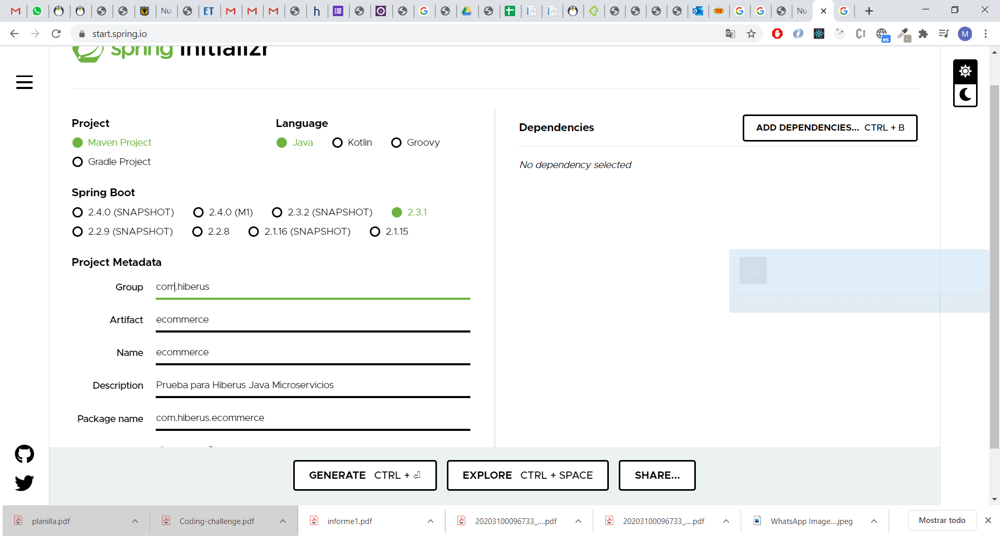 Nu
ET
h
TCC
Nu
start.spring.io
es
M
spring initializr
Project
Maven Project
Gradle Project
Language
Java
Kotlin
Groovy
Spring Boot
2.4.0 (SNAPSHOT)
2.4.0 (M1)
2.3.2 (SNAPSHOT)
2.3.1
2.2.9 (SNAPSHOT)
2.2.8
2.1.16 (SNAPSHOT)
2.1.15
Project Metadata
Group com.hiberus
Artifact ecommerce
Name ecommerce
Description Prueba para Hiberus Java Microservicios
Package name com.hiberus.ecommerce
Dependencies
ADD DEPENDENCIES... CTRL + B
No dependency selected
GENERATE CTRL + ⏎
EXPLORE CTRL + SPACE
SHARE...
planilla.pdf
Coding-challenge.pdf
informe1.pdf
20203100096733_....pdf
20203100096733_....pdf
WhatsApp Image....jpeg
Mostrar todo